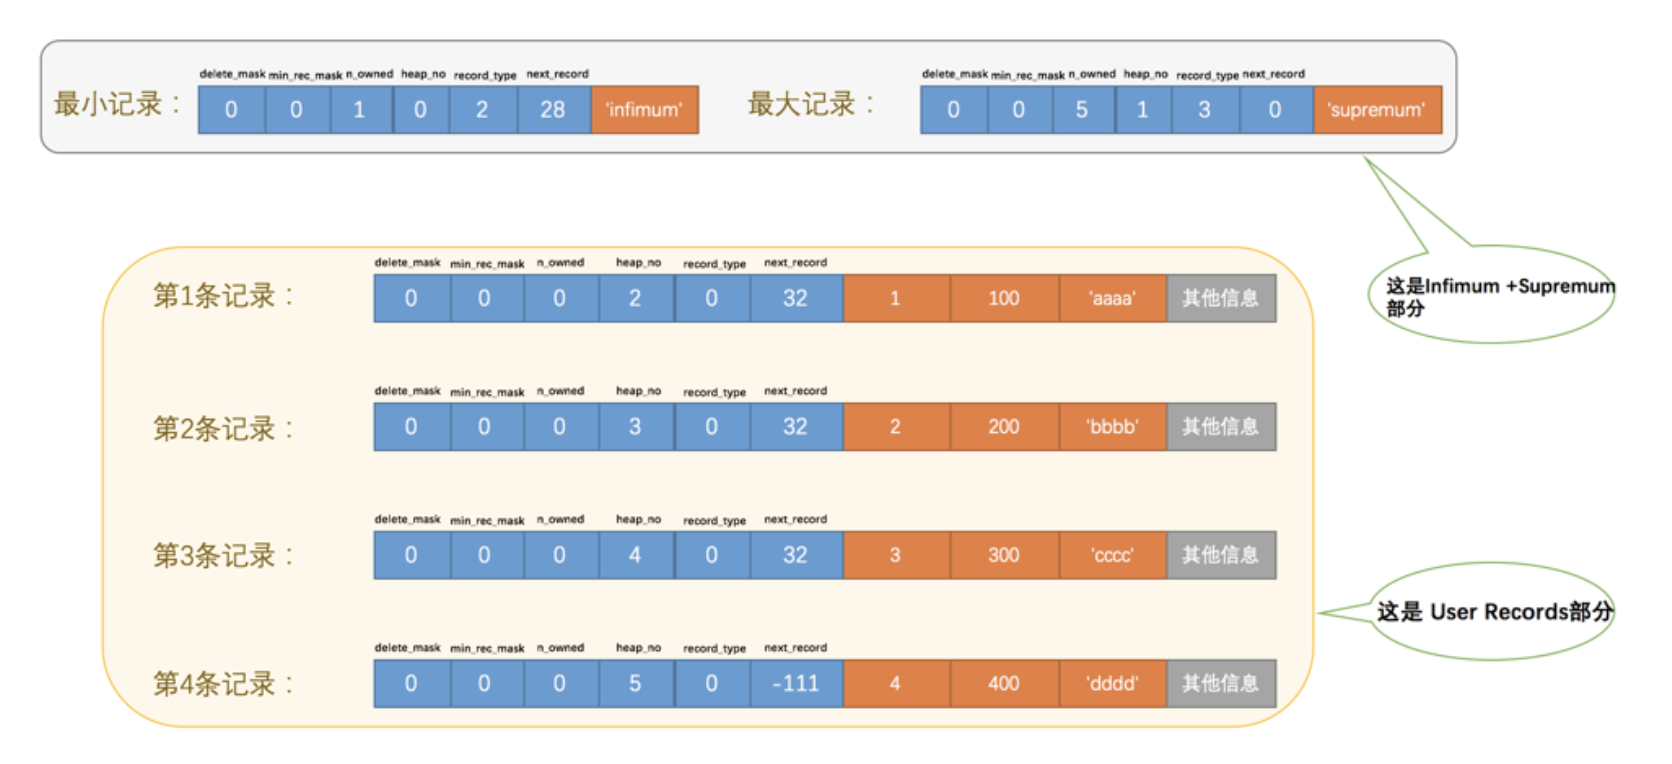 delete_mask min_rec_mask n_owned heap_no record_type next_record
最小记录： 0 0 1 0 2 28 'infimum'
delete_mask min_rec_mask n_owned heap_no record_type next_record
最大记录： 0 0 5 1 3 0 'supremum'
这是Infimum +Supremum
部分
delete_mask min_rec_mask n_owned heap_no record_type next_record
第1条记录： 0 0 0 2 0 32 1 100 'aaaa' 其他信息
delete_mask min_rec_mask n_owned heap_no record_type next_record
第2条记录： 0 0 0 3 0 32 2 200 'bbbb' 其他信息
delete_mask min_rec_mask n_owned heap_no record_type next_record
第3条记录： 0 0 0 4 0 32 3 300 'cccc' 其他信息
这是 User Records部分
delete_mask min_rec_mask n_owned heap_no record_type next_record
第4条记录： 0 0 0 5 0 -111 4 400 'dddd' 其他信息